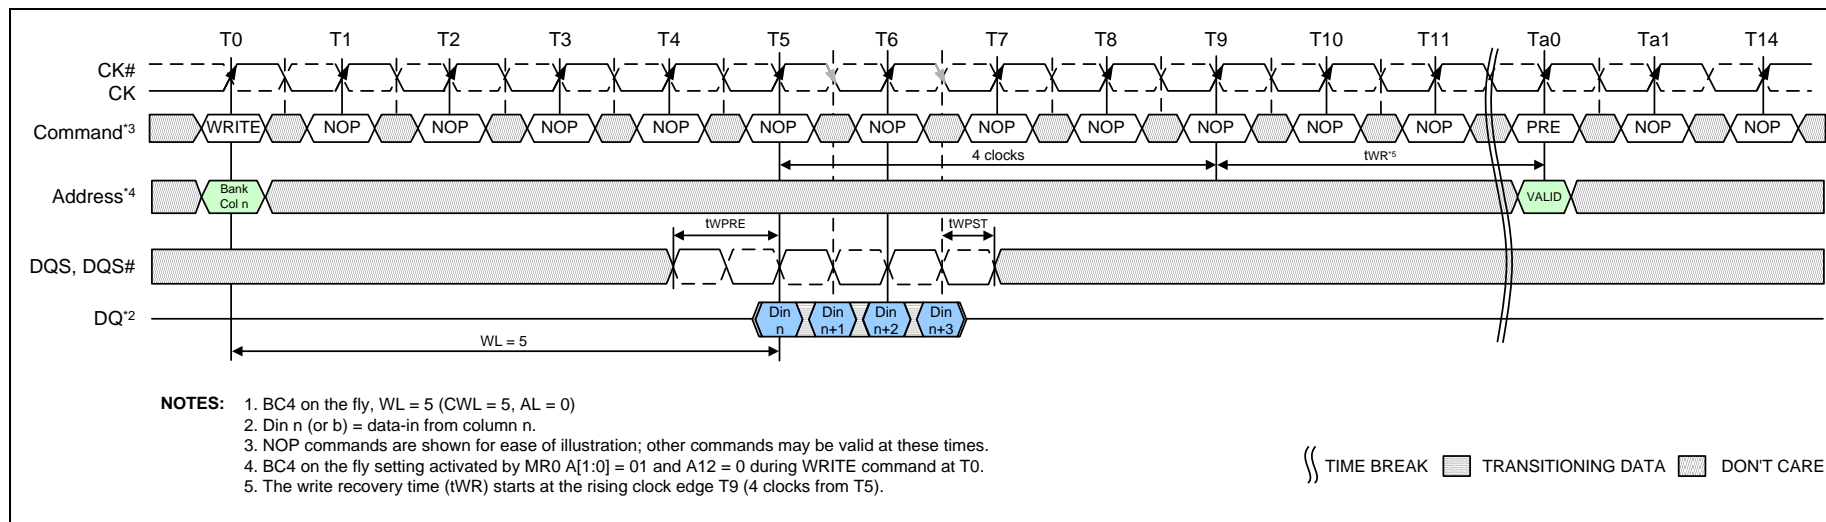 T0 T1 T2 T3 T4 T5 T6 T7 T8 T9 T10 T11 Ta0 Ta1 T14
CK#
CK
Command*3 WRITE NOP NOP NOP NOP NOP NOP NOP NOP NOP NOP NOP PRE NOP NOP
4 clocks tWR*5
Address*4 Bank Col n VALID
tWPRE tWPST
DQS, DQS#
DQ*2 Din n Din n+1 Din n+2 Din n+3
WL = 5
NOTES: 1. BC4 on the fly, WL = 5 (CWL = 5, AL = 0)
2. Din n (or b) = data-in from column n.
3. NOP commands are shown for ease of illustration; other commands may be valid at these times.
4. BC4 on the fly setting activated by MR0 A[1:0] = 01 and A12 = 0 during WRITE command at T0.
5. The write recovery time (tWR) starts at the rising clock edge T9 (4 clocks from T5).
TIME BREAK TRANSITIONING DATA DON'T CARE